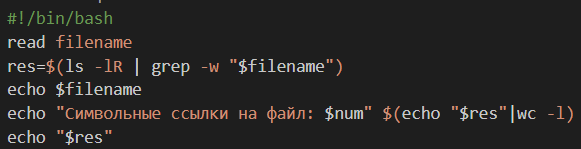 #!/bin/bash
read filename
res=$(ls -lR | grep -w "$filename")
echo $filename
echo "Символьные ссылки на файл: $num" $(echo "$res"|wc -l)
echo "$res"